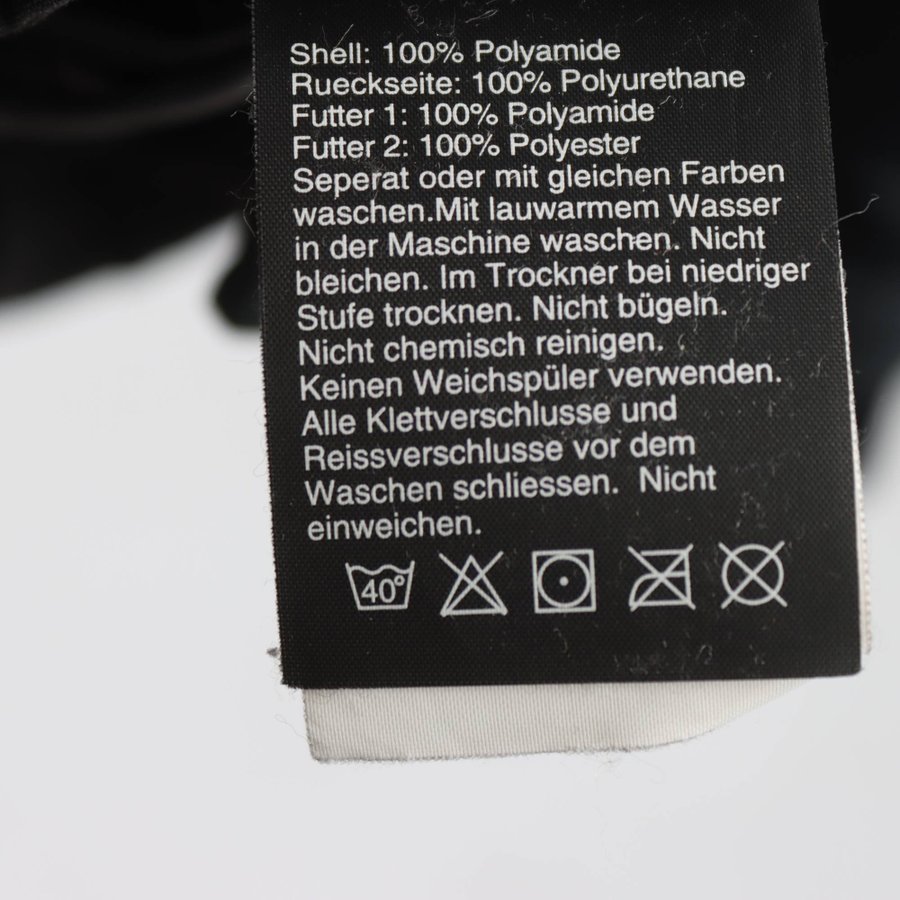 Shell: 100% Polyamide
Rueckseite: 100% Polyurethane
Futter 1: 100% Polyamide
Futter 2: 100% Polyester
Seperat oder mit gleichen Farben
waschen.Mit lauwarmem Wasser
in der Maschine waschen. Nicht
bleichen. Im Trockner bei niedriger
Stufe trocknen. Nicht bügeln.
Nicht chemisch reinigen.
Keinen Weichspüler verwenden.
Alle Klettverschlusse und
Reissverschlusse vor dem
Waschen schliessen. Nicht
einweichen.
40°